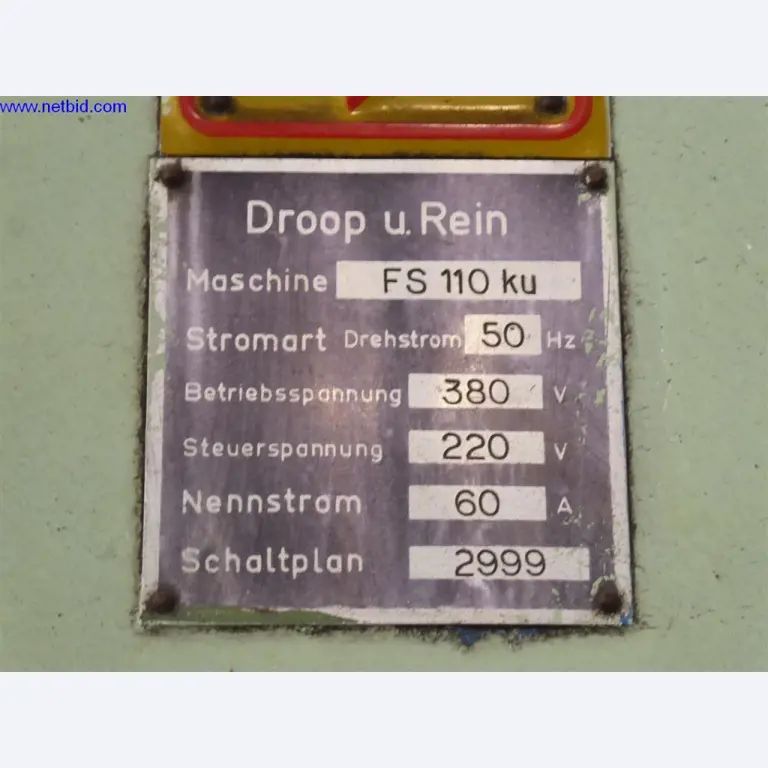 www.netbid.com
Droop u. Rein
Maschine FS 110 ku
Stromart Drehstrom 50 Hz
Betriebsspannung 380 V
Steuerspannung 220 V
Nennstrom 60 A
Schaltplan 2999